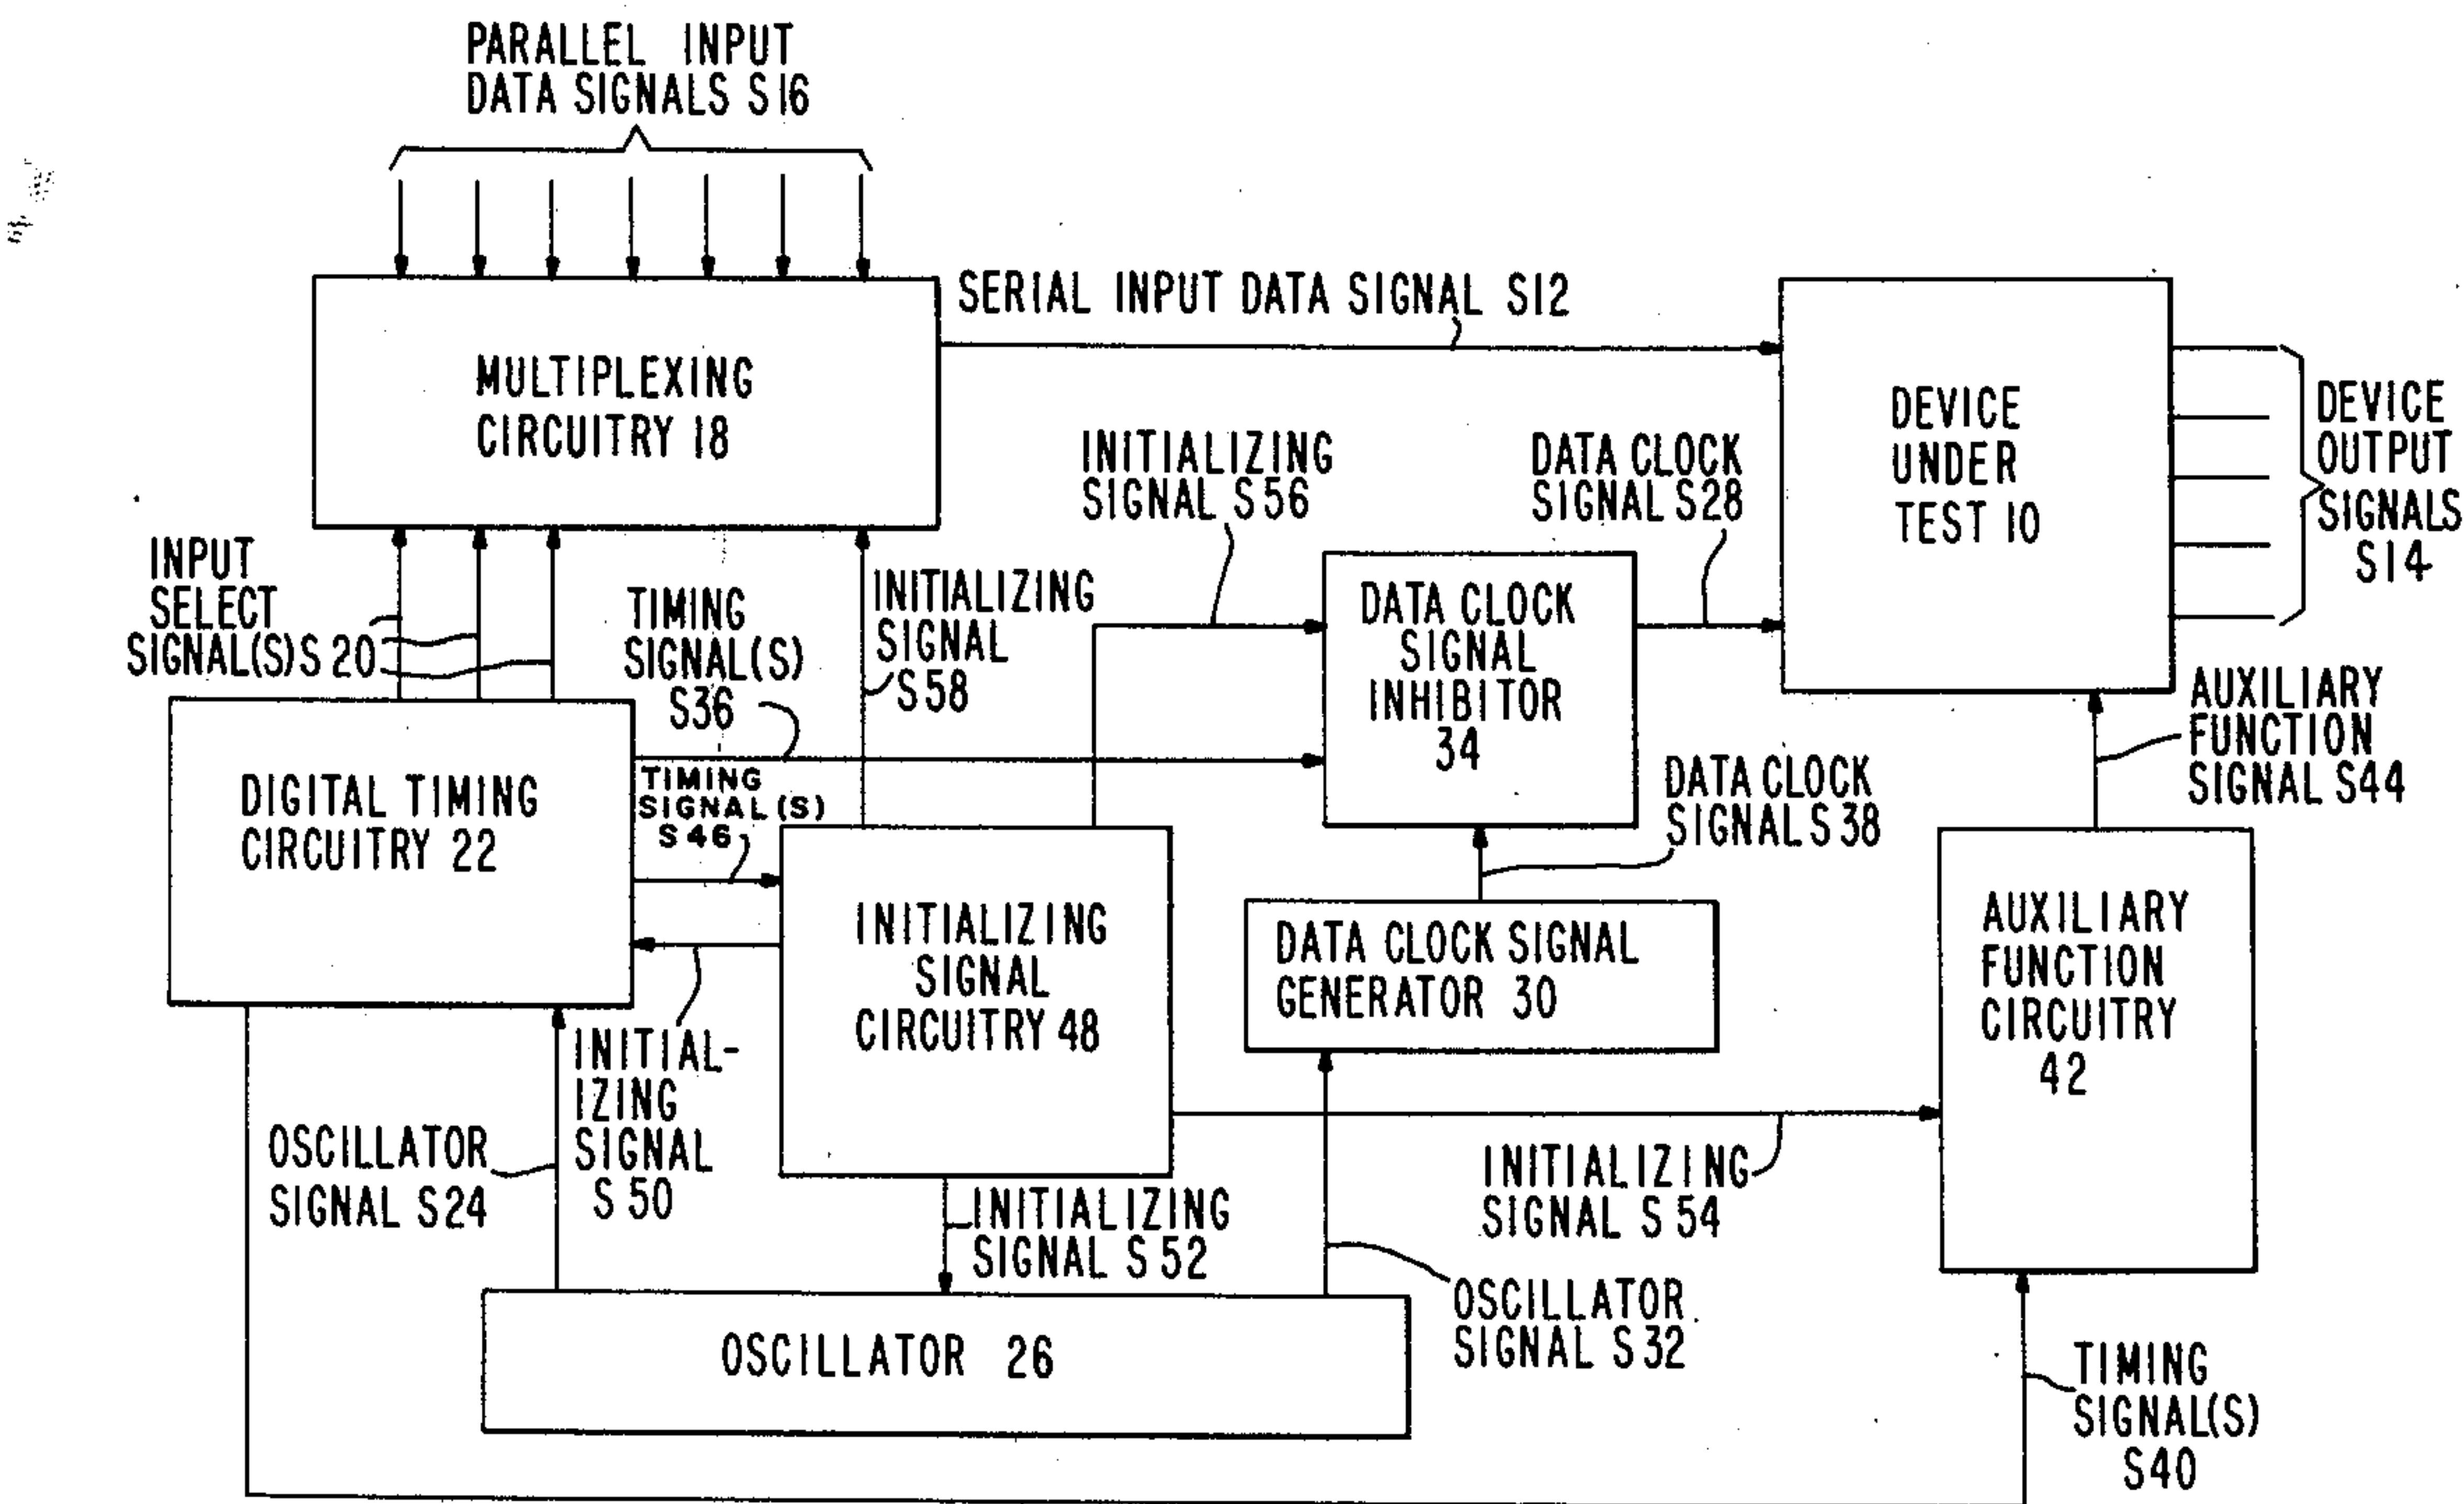 PARALLEL INPUT
DATA SIGNALS S16
SERIAL INPUT DATA SIGNAL S12
MULTIPLEXING
CIRCUITRY 18
DEVICE
UNDER
TEST 10
DEVICE
OUTPUT
SIGNALS
S14
INITIALIZING
SIGNAL S56
DATA CLOCK
SIGNAL S28
INPUT
SELECT
SIGNAL(S) S 20
TIMING
SIGNAL(S)
S36
INITIALIZING
SIGNAL
S58
DATA CLOCK
SIGNAL
INHIBITOR
34
AUXILIARY
FUNCTION
SIGNAL S44
DIGITAL TIMING
CIRCUITRY 22
TIMING
SIGNAL(S)
S46
DATA CLOCK
SIGNALS 38
INITIALIZING
SIGNAL
CIRCUITRY 48
DATA CLOCK SIGNAL
GENERATOR 30
AUXILIARY
FUNCTION
CIRCUITRY
42
OSCILLATOR
SIGNAL S24
INITIAL-
IZING
SIGNAL
S 50
INITIALIZING
SIGNAL S 52
INITIALIZING
SIGNAL S 54
OSCILLATOR 26
OSCILLATOR
SIGNAL S 32
TIMING
SIGNAL(S)
S40